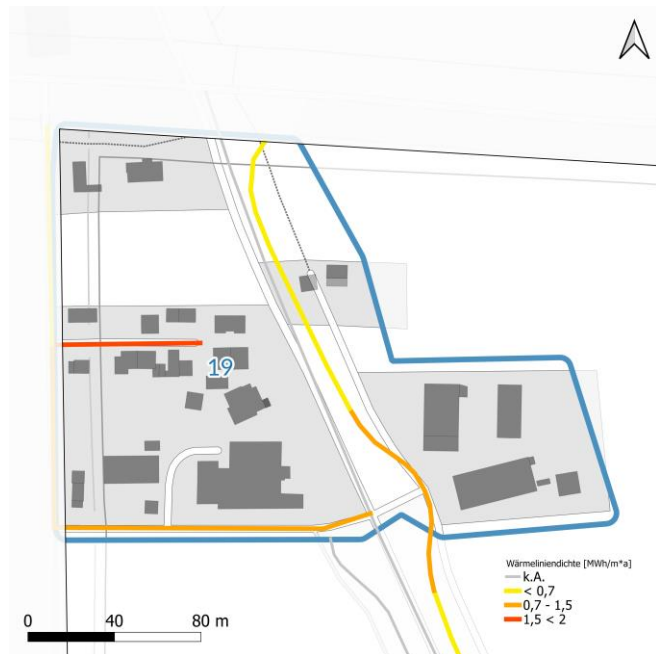 19
Wärmeliniendichte [MWh/m*a]
k.A.
< 0,7
0,7 - 1,5
1,5 < 2
0 40 80 m